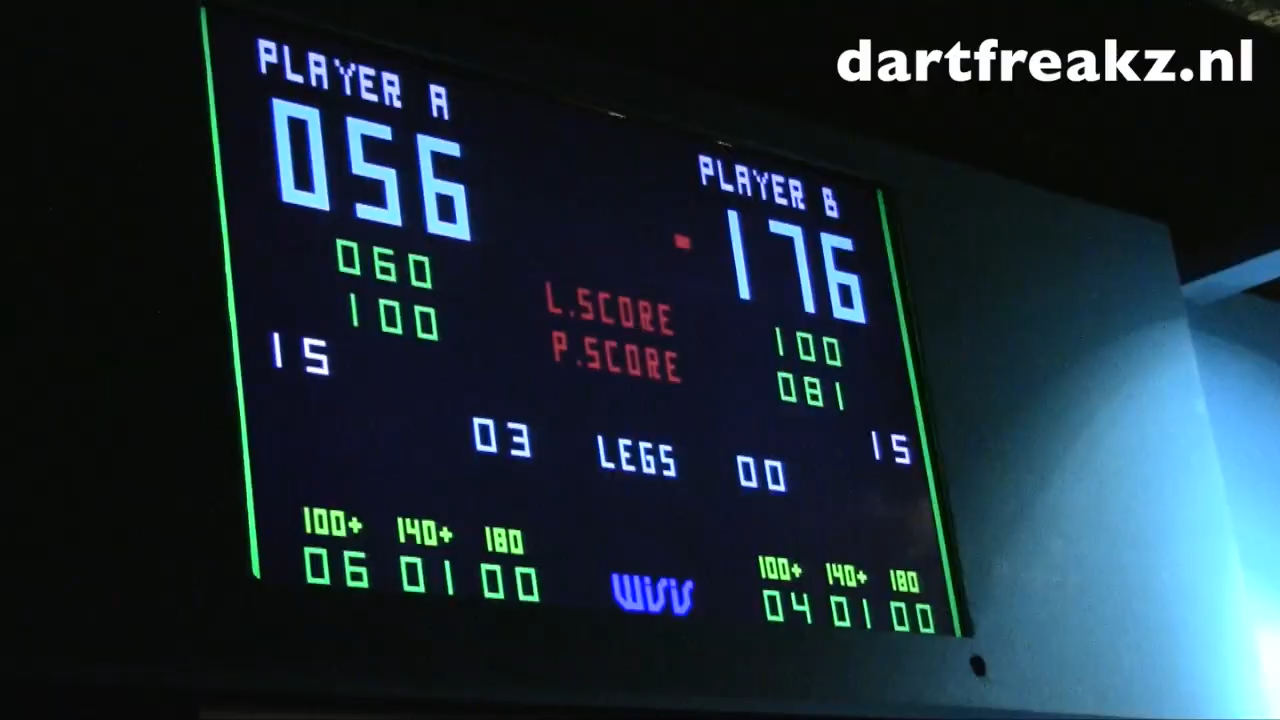 dartfreakz.nl
PLAYER A
PLAYER B
056
176
060 L.SCORE 100
100 P.SCORE 081
15 15
03 LEGS 00
100+ 140+ 180
06 01 00
WiSiS
100+ 140+ 180
04 01 00